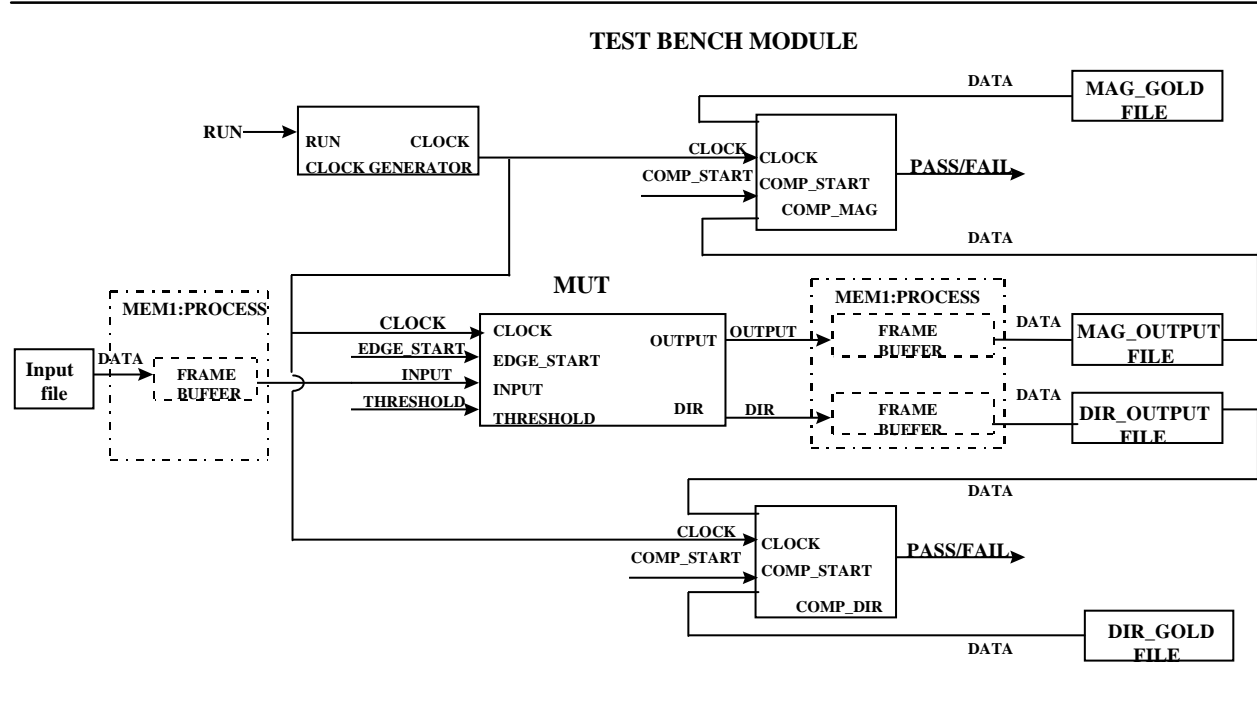 TEST BENCH MODULE
DATA
MAG_GOLD
FILE
RUN
RUN CLOCK
CLOCK GENERATOR
CLOCK
CLOCK
COMP_START
COMP_START
COMP_MAG
PASS/FAIL
DATA
MUT
MEM1:PROCESS
MEM1:PROCESS
Input
file
DATA
FRAME
BUFFER
CLOCK
EDGE_START
INPUT
THRESHOLD
CLOCK
EDGE_START
INPUT
THRESHOLD
OUTPUT
DIR
OUTPUT
DIR
FRAME
BUFFER
FRAME
BUFFER
DATA
DATA
MAG_OUTPUT
FILE
DIR_OUTPUT
FILE
DATA
CLOCK
CLOCK
COMP_START
COMP_START
COMP_DIR
PASS/FAIL
DIR_GOLD
FILE
DATA